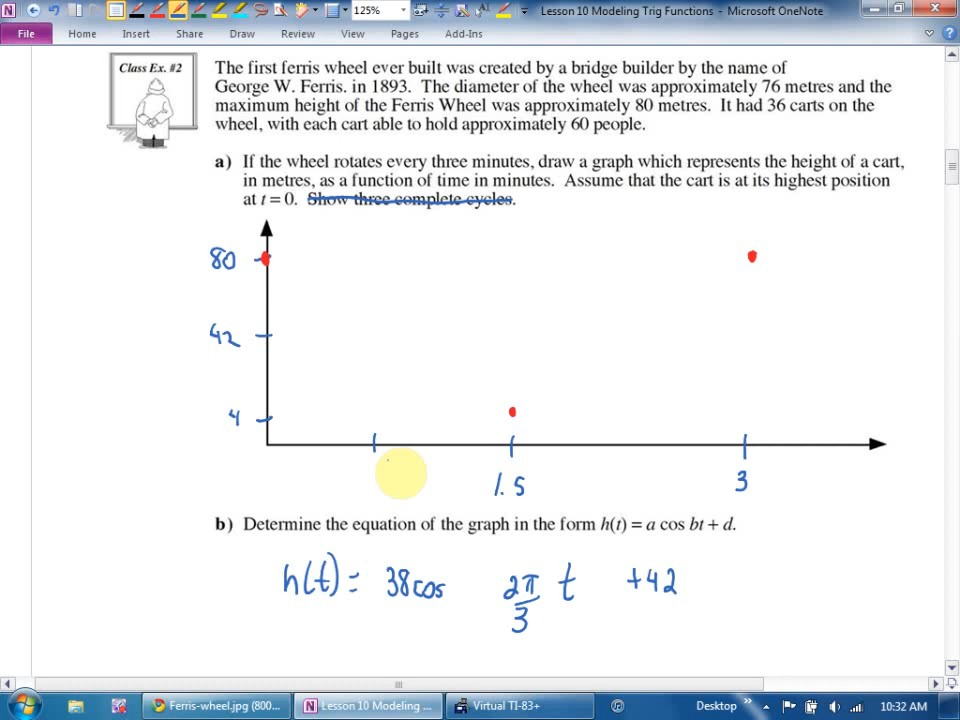 125%
Lesson 10 Modeling Trig Functions - Microsoft OneNote
File Home Insert Share Draw Review View Pages Add-Ins
Class Ex. #2
The first ferris wheel ever built was created by a bridge builder by the name of
George W. Ferris. in 1893. The diameter of the wheel was approximately 76 metres and the
maximum height of the Ferris Wheel was approximately 80 metres. It had 36 carts on the
wheel, with each cart able to hold approximately 60 people.
a) If the wheel rotates every three minutes, draw a graph which represents the height of a cart,
in metres, as a function of time in minutes. Assume that the cart is at its highest position
at t = 0. Show three complete cycles.
80
42
4
1.5 3
b) Determine the equation of the graph in the form h(t) = a cos bt + d.
h(t) = 38cos 2π/3 t +42
Ferris-wheel.jpg (800... Lesson 10 Modeling ... Virtual TI-83+ Desktop » 10:32 AM